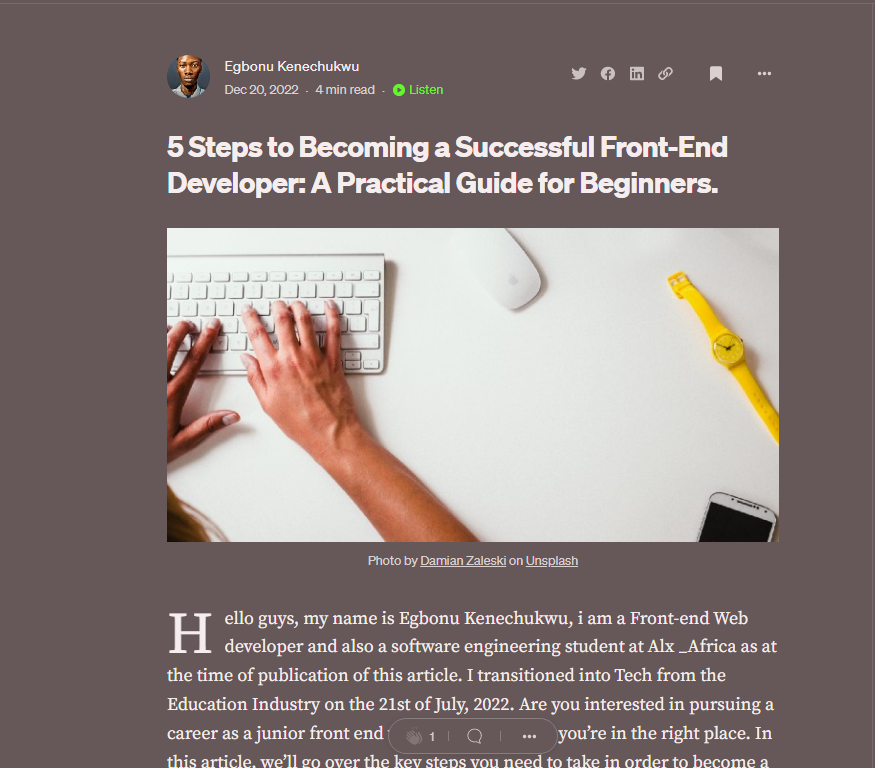 Egbonu Kenechukwu
Dec 20, 2022 · 4 min read · Listen
5 Steps to Becoming a Successful Front-End
Developer: A Practical Guide for Beginners.
Photo by Damian Zaleski on Unsplash
Hello guys, my name is Egbonu Kenechukwu, i am a Front-end Web
developer and also a software engineering student at Alx _Africa as at
the time of publication of this article. I transitioned into Tech from the
Education Industry on the 21st of July, 2022. Are you interested in pursuing a
career as a junior front end you're in the right place. In
1
this article, we'll go over the key steps you need to take in order to become a